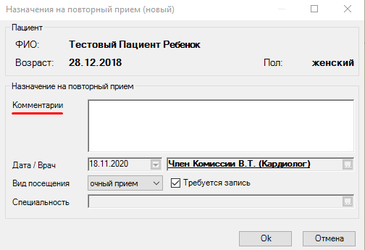 Назначения на повторный прием (новый)
Пациент
ФИО: Тестовый Пациент Ребенок
Возраст: 28.12.2018 Пол: женский
Назначение на повторный прием
Комментарии
Дата / Врач 18.11.2020 Член Комиссии В.Т. (Кардиолог)
Вид посещения очный прием Требуется запись
Специальность
Ok Отмена